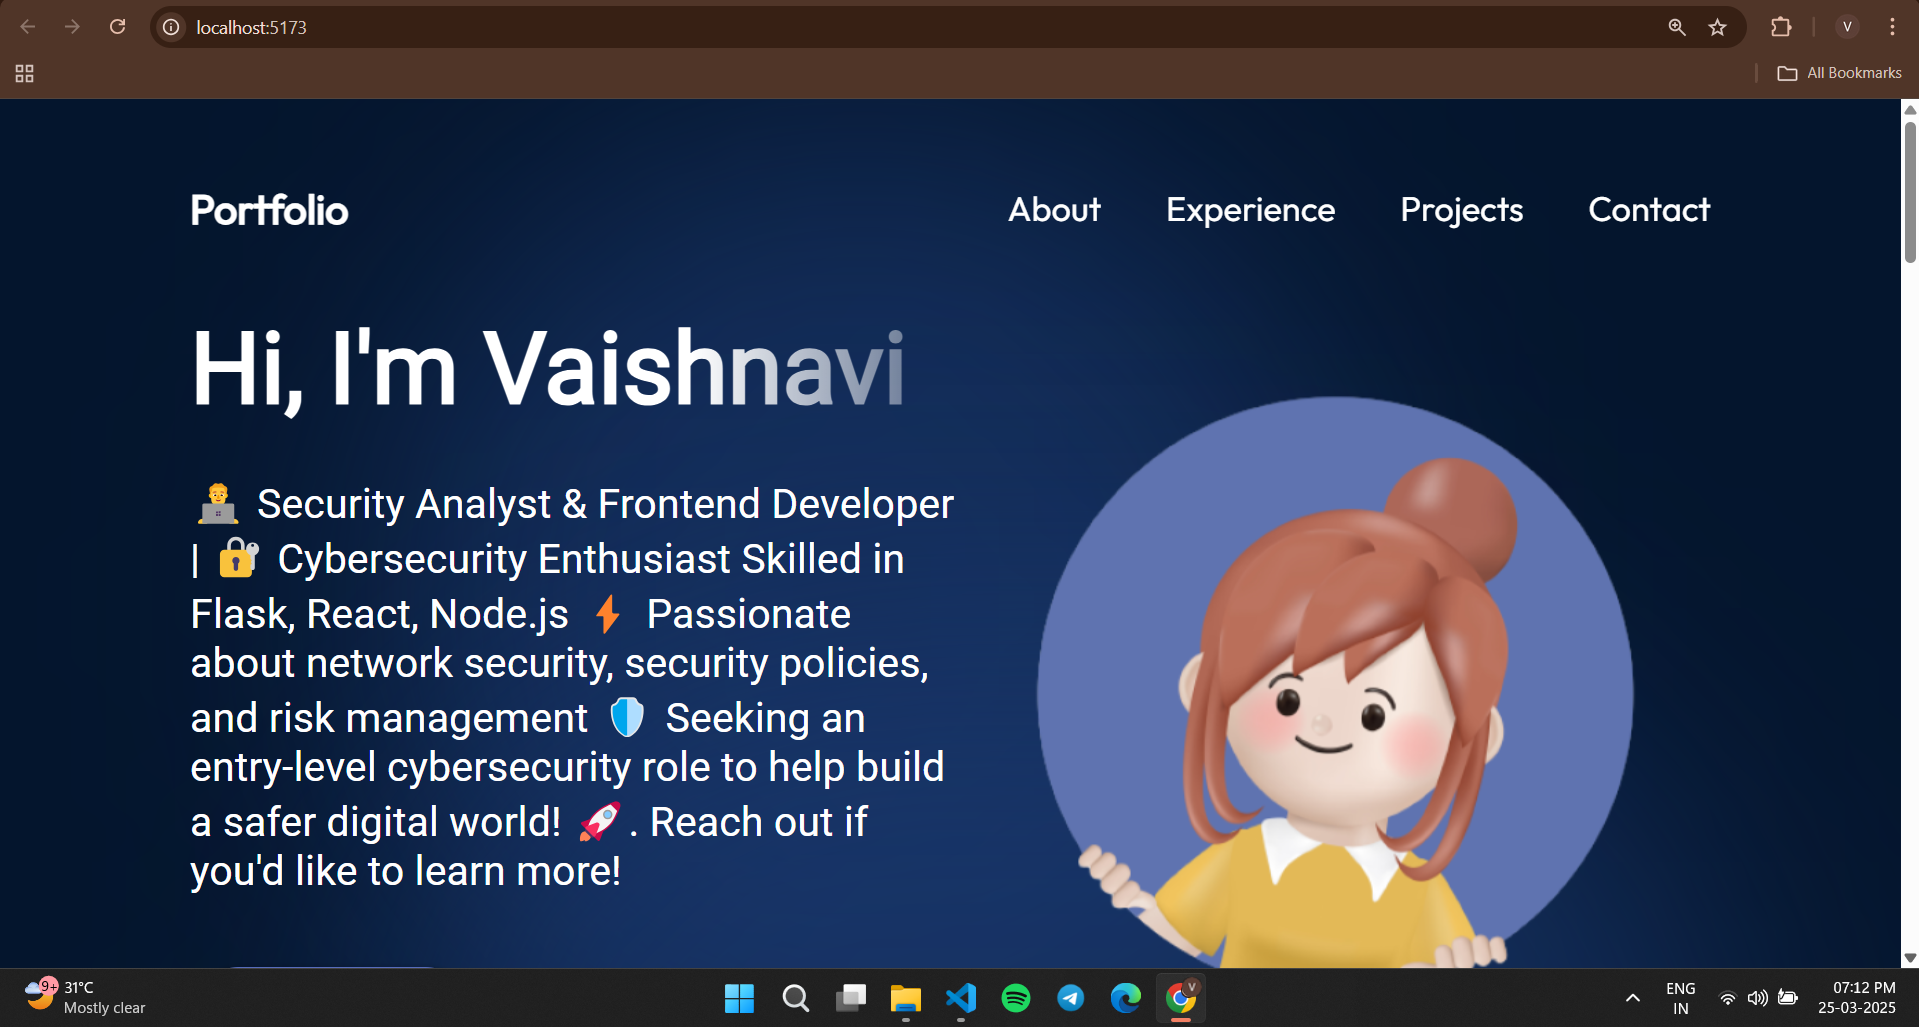 localhost:5173
V
All Bookmarks
Portfolio
About Experience Projects Contact
Hi, I'm Vaishnavi
Security Analyst & Frontend Developer
| Cybersecurity Enthusiast Skilled in
Flask, React, Node.js ⚡ Passionate
about network security, security policies,
and risk management 🛡️ Seeking an
entry-level cybersecurity role to help build
a safer digital world! 🚀. Reach out if
you'd like to learn more!
9+
31°C
Mostly clear
V
ENG
IN
07:12 PM
25-03-2025